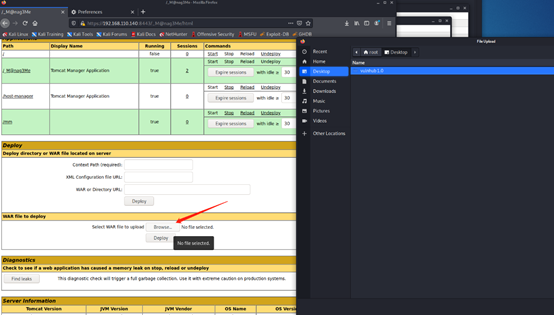 /_M@nag3Me
Preferences
https://192.168.110.140:8443/_M@nag3Me/html
Kali Linux
Kali Training
Kali Tools
Kali Forums
Kali Docs
NetHunter
Offensive Security
MSFU
Exploit-DB
GHDB
Applications
Path
Display Name
Running
Sessions
Commands
/
false
0
Start Stop Reload Undeploy
/_M@nag3Me
Tomcat Manager Application
true
2
Start Stop Reload Undeploy
Expire sessions
with idle ≥
30
/host-manager
Tomcat Manager Application
true
0
Start Stop Reload Undeploy
Expire sessions
with idle ≥
30
true
0
Start Stop Reload Undeploy
Expire sessions
with idle ≥
30
Deploy
Deploy directory or WAR file located on server
Context Path (required):
XML Configuration file URL:
WAR or Directory URL:
Deploy
WAR file to deploy
Select WAR file to upload
Browse...
No file selected.
Deploy
No file selected.
Diagnostics
Check to see if a web application has caused a memory leak on stop, reload or undeploy
Find leaks
This diagnostic check will trigger a full garbage collection. Use it with extreme caution on production systems.
Server Information
Tomcat Version
JVM Version
JVM Vendor
OS Name
OS Version
File Upload
Recent
Home
Desktop
Documents
Downloads
Music
Pictures
Videos
Other Locations
root
Desktop
Name